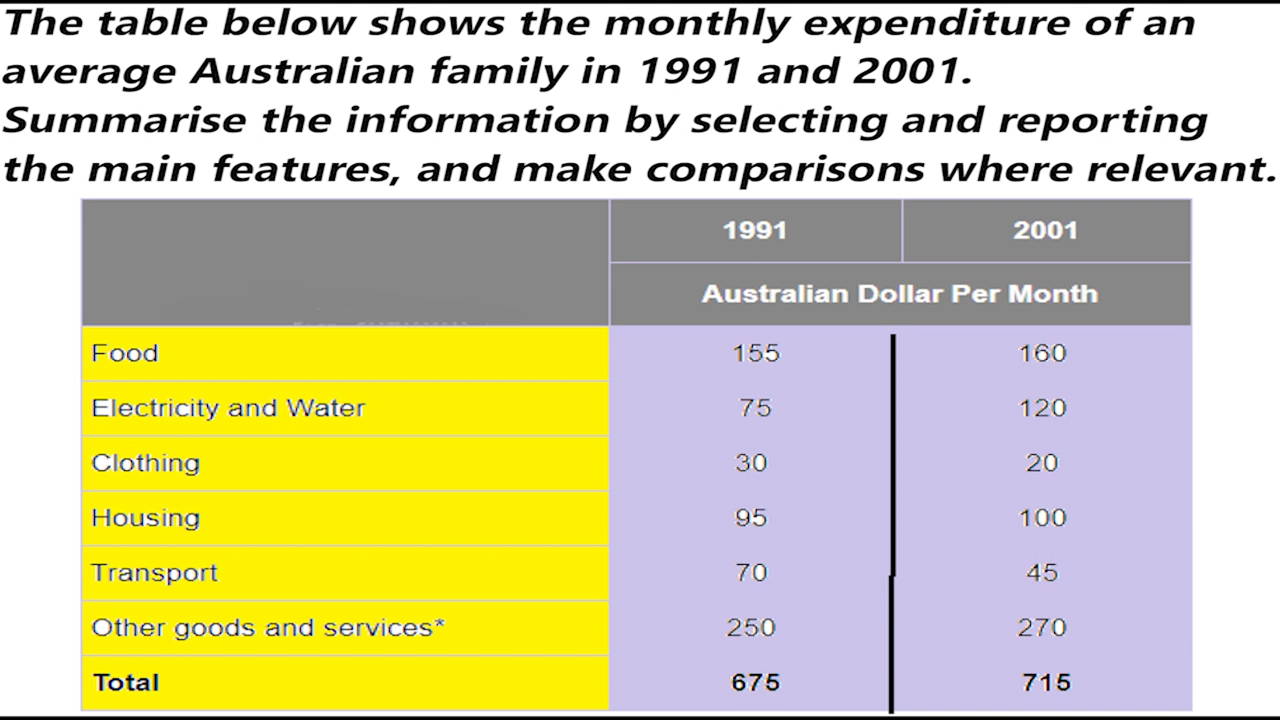 The table below shows the monthly expenditure of an
average Australian family in 1991 and 2001.
Summarise the information by selecting and reporting
the main features, and make comparisons where relevant.
1991 2001
Australian Dollar Per Month
Food 155 160
Electricity and Water 75 120
Clothing 30 20
Housing 95 100
Transport 70 45
Other goods and services* 250 270
Total 675 715